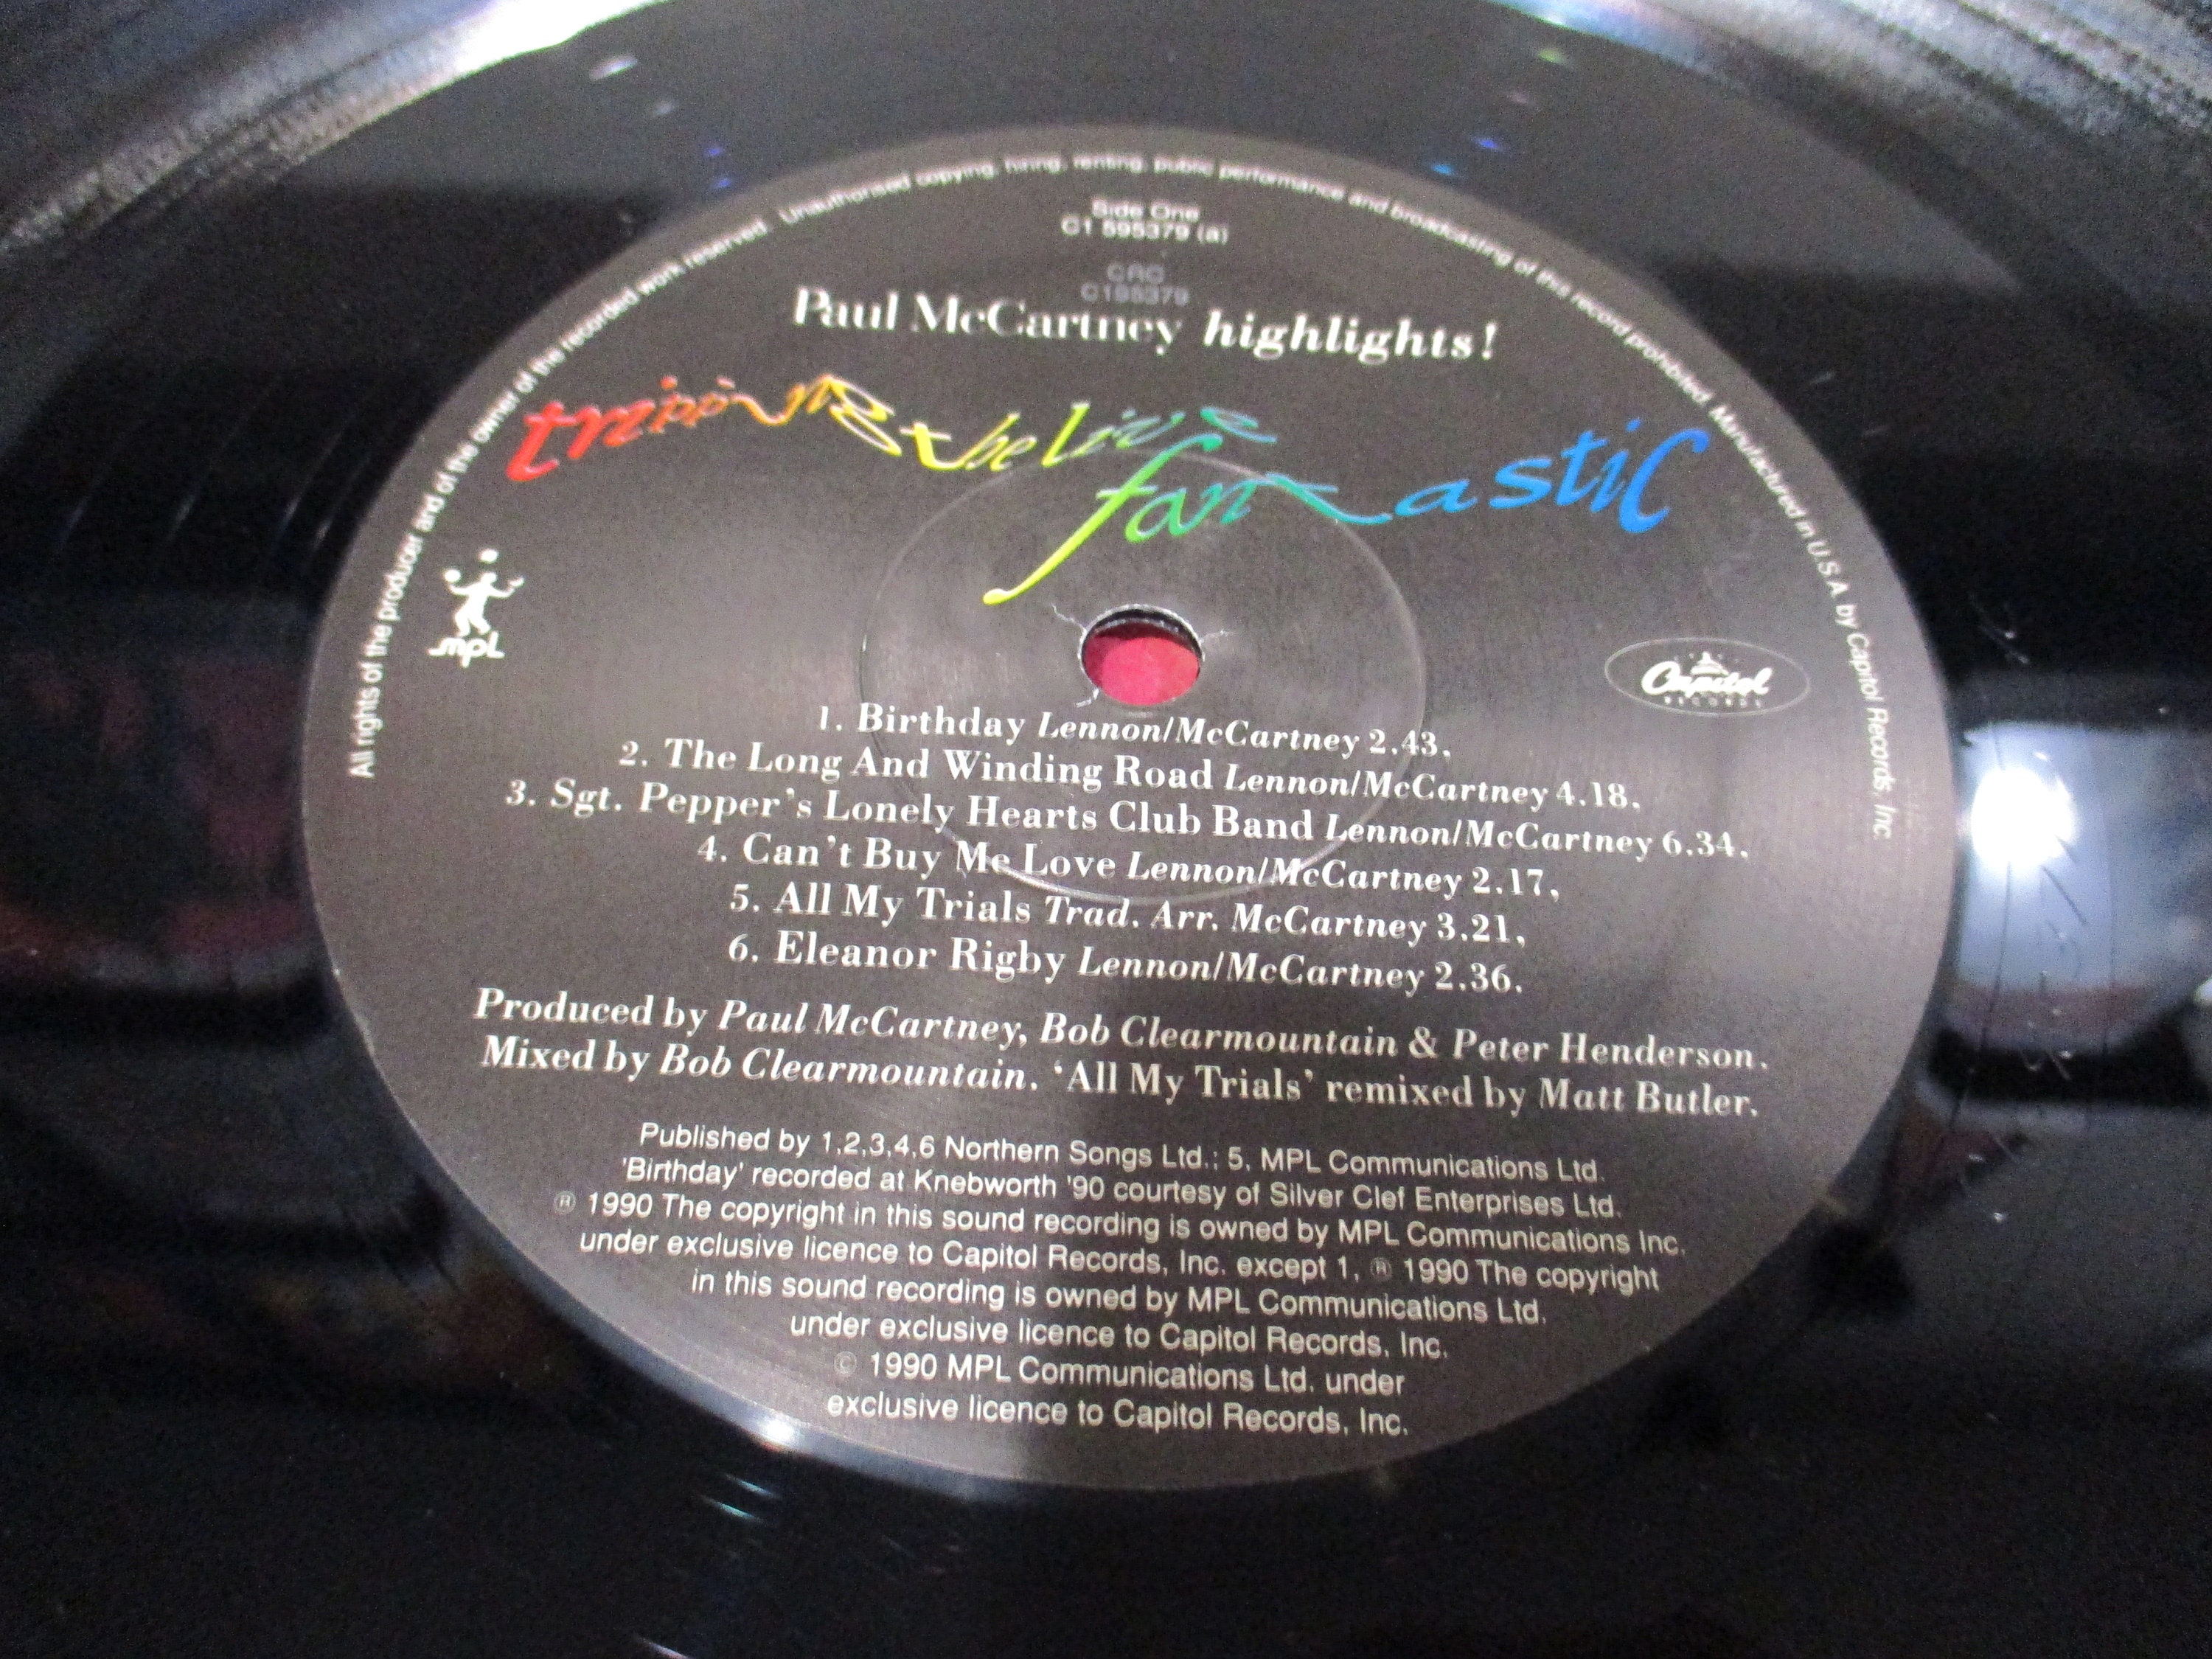 All rights of the producer and of the owner of the recorded work reserved. Unauthorised copying, hiring, renting, public performance and broadcasting of this record prohibited. Manufactured in U.S.A. by Capitol Records, Inc.
Side One
C1 595379 (a)
CRC
C195379
Paul McCartney highlights!
tripping the live
fantastic
mpl
Capitol
RECORDS
1. Birthday Lennon/McCartney 2.43,
2. The Long And Winding Road Lennon/McCartney 4.18,
3. Sgt. Pepper's Lonely Hearts Club Band Lennon/McCartney 6.34,
4. Can't Buy Me Love Lennon/McCartney 2.17,
5. All My Trials Trad. Arr. McCartney 3.21,
6. Eleanor Rigby Lennon/McCartney 2.36.
Produced by Paul McCartney, Bob Clearmountain & Peter Henderson.
Mixed by Bob Clearmountain. 'All My Trials' remixed by Matt Butler.
Published by 1,2,3,4,6 Northern Songs Ltd.; 5, MPL Communications Ltd.
'Birthday' recorded at Knebworth '90 courtesy of Silver Clef Enterprises Ltd.
℗ 1990 The copyright in this sound recording is owned by MPL Communications Inc.
under exclusive licence to Capitol Records, Inc. except 1, ℗ 1990 The copyright
in this sound recording is owned by MPL Communications Ltd.
under exclusive licence to Capitol Records, Inc.
© 1990 MPL Communications Ltd. under
exclusive licence to Capitol Records, Inc.